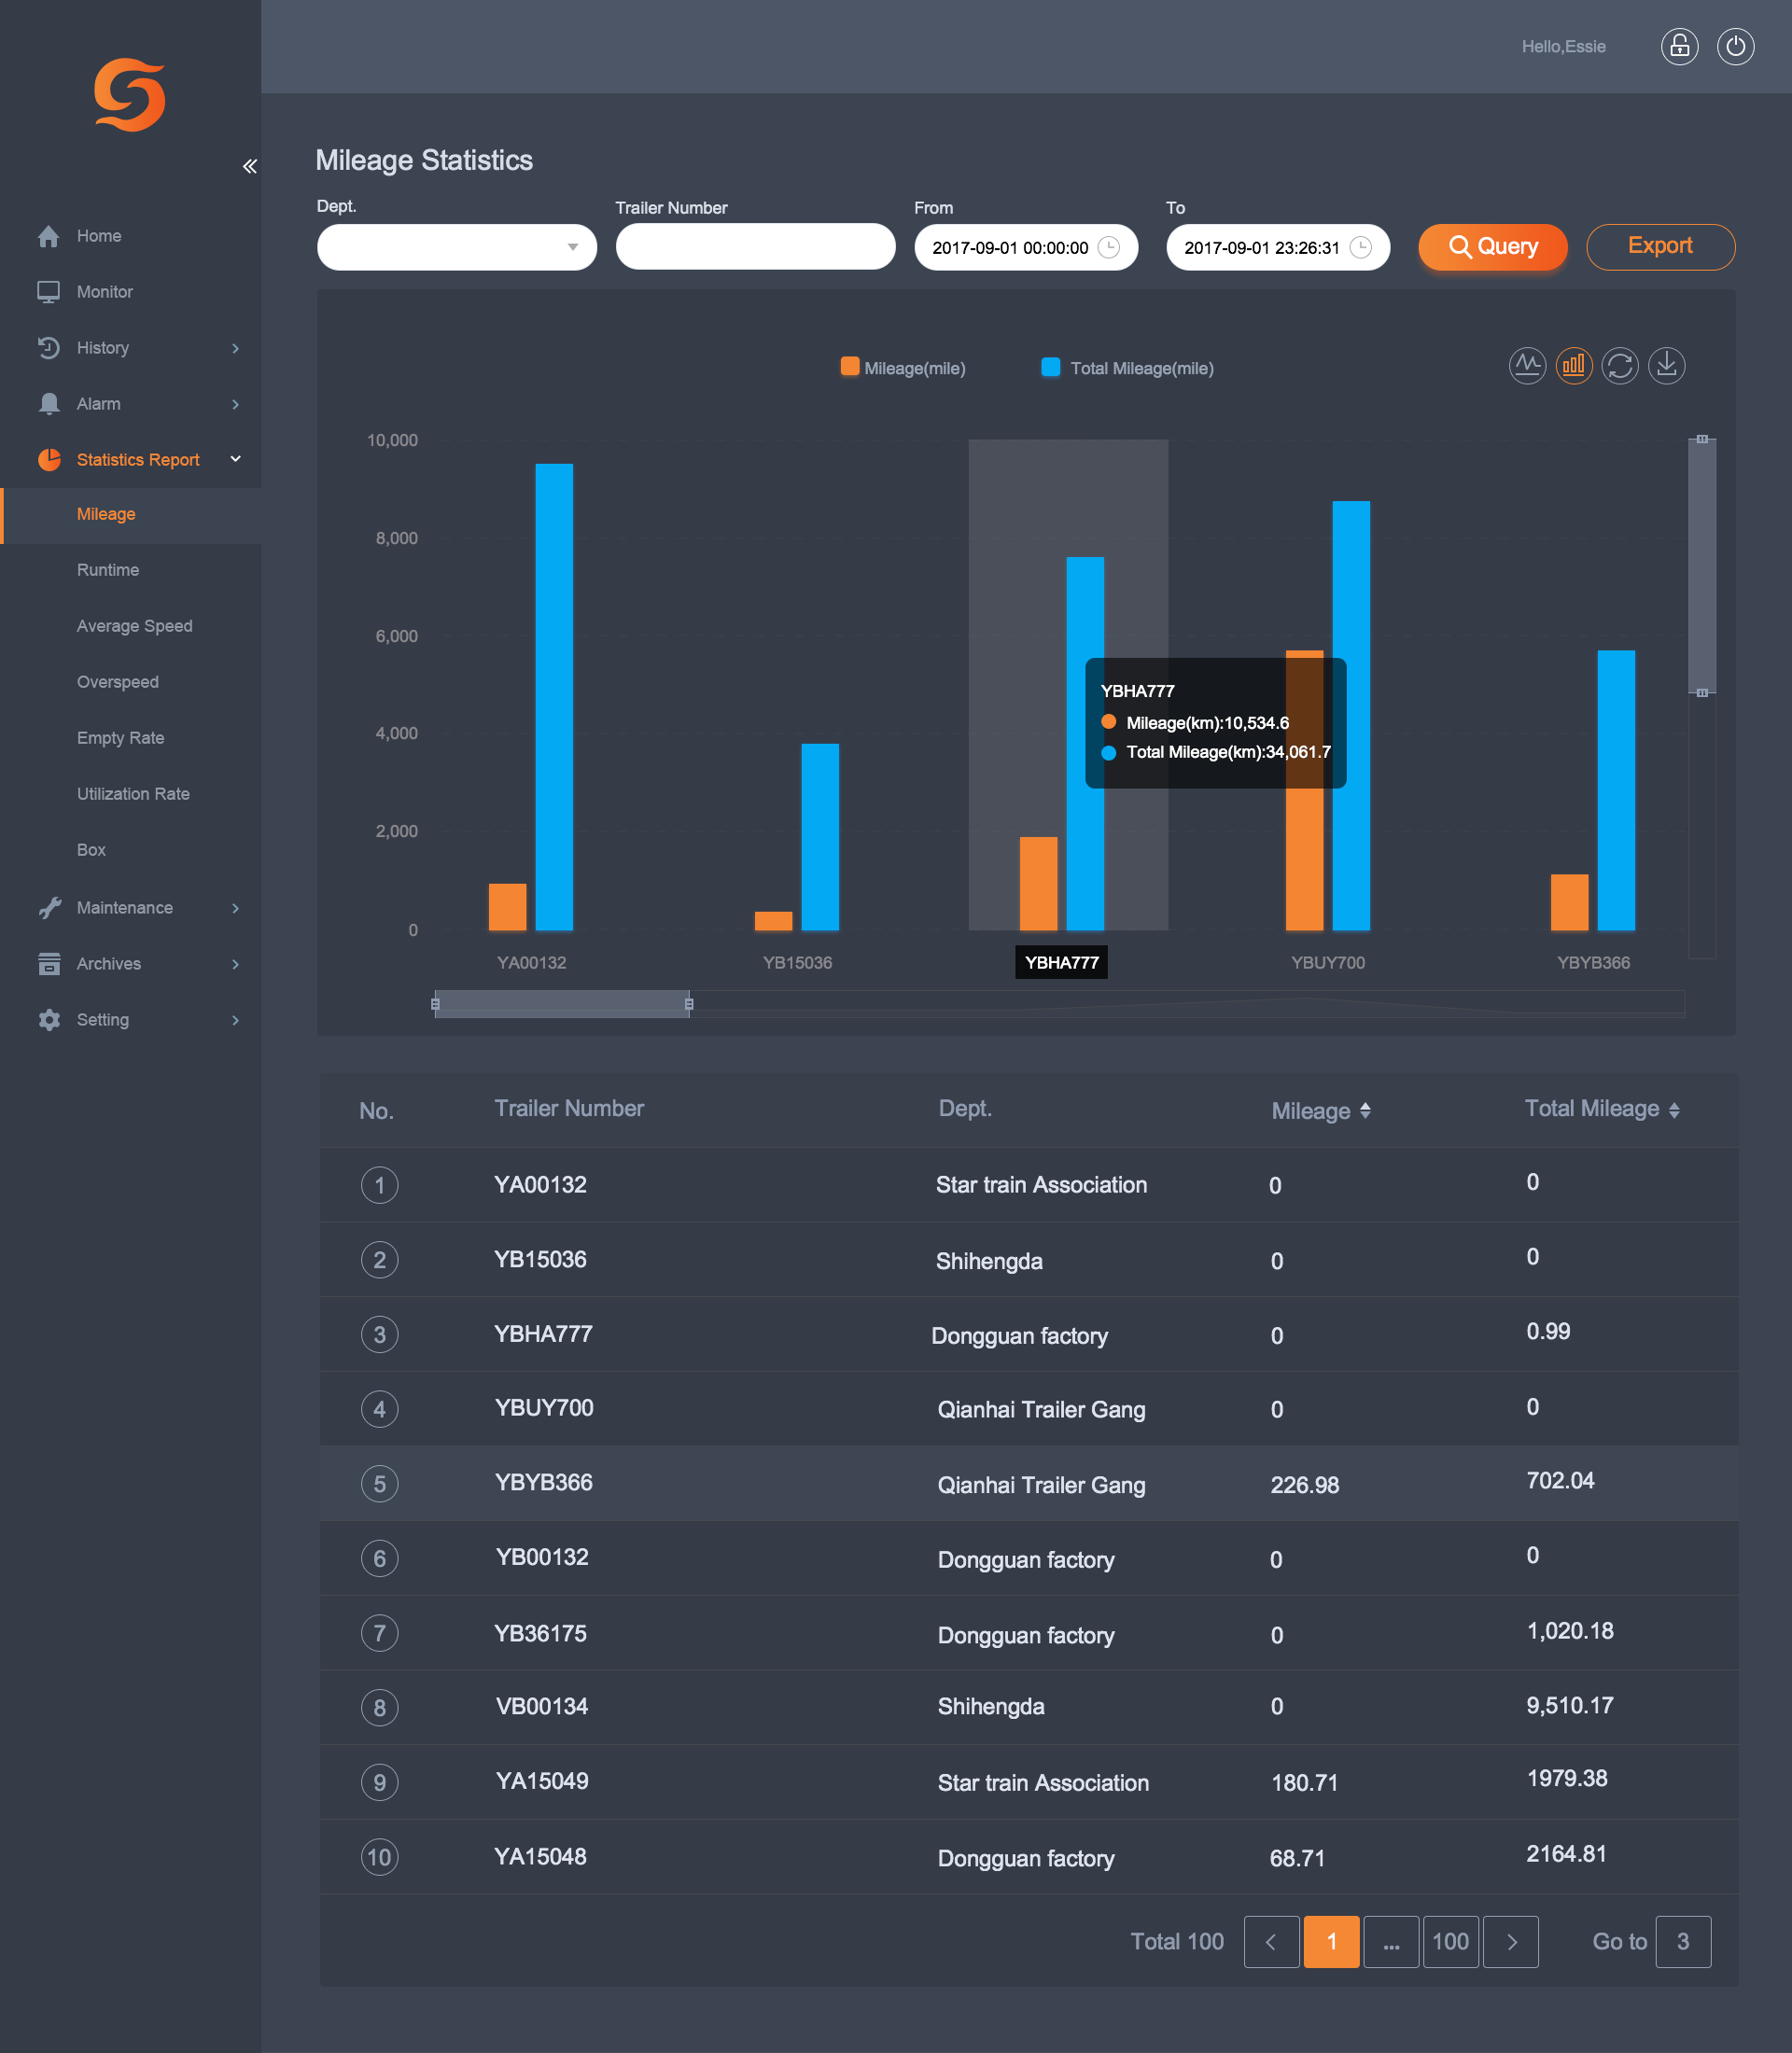 Hello,Essie
Mileage Statistics
Dept.
Trailer Number
From
To
2017-09-01 00:00:00
2017-09-01 23:26:31
Query
Export
Home
Monitor
History
Alarm
Statistics Report
Mileage
Runtime
Average Speed
Overspeed
Empty Rate
Utilization Rate
Box
Maintenance
Archives
Setting
Mileage(mile)
Total Mileage(mile)
10,000
8,000
6,000
4,000
2,000
0
YBHA777
Mileage(km):10,534.6
Total Mileage(km):34,061.7
YA00132
YB15036
YBHA777
YBUY700
YBYB366
No. Trailer Number Dept. Mileage Total Mileage
1 YA00132 Star train Association 0 0
2 YB15036 Shihengda 0 0
3 YBHA777 Dongguan factory 0 0.99
4 YBUY700 Qianhai Trailer Gang 0 0
5 YBYB366 Qianhai Trailer Gang 226.98 702.04
6 YB00132 Dongguan factory 0 0
7 YB36175 Dongguan factory 0 1,020.18
8 VB00134 Shihengda 0 9,510.17
9 YA15049 Star train Association 180.71 1979.38
10 YA15048 Dongguan factory 68.71 2164.81
Total 100 < 1 ... 100 > Go to 3